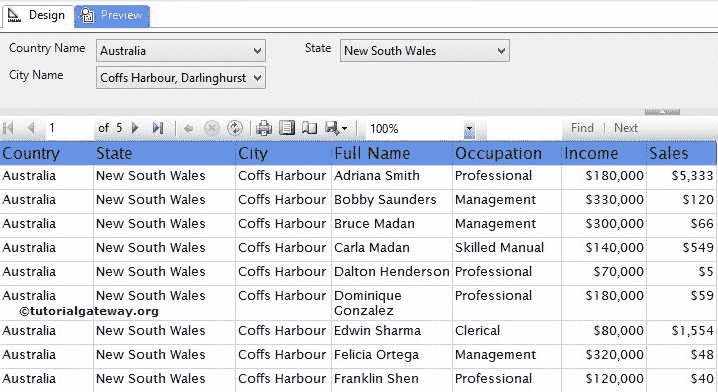 Design Preview
Country Name Australia State New South Wales
City Name Coffs Harbour, Darlinghurst
1 of 5 100% Find | Next
Country State City Full Name Occupation Income Sales
Australia New South Wales Coffs Harbour Adriana Smith Professional $180,000 $5,333
Australia New South Wales Coffs Harbour Bobby Saunders Management $330,000 $120
Australia New South Wales Coffs Harbour Bruce Madan Management $300,000 $66
Australia New South Wales Coffs Harbour Carla Madan Skilled Manual $140,000 $549
Australia New South Wales Coffs Harbour Dalton Henderson Professional $70,000 $5
Australia New South Wales Coffs Harbour Dominique Professional $180,000 $59
©tutorialgateway.org Gonzalez
Australia New South Wales Coffs Harbour Edwin Sharma Clerical $80,000 $1,554
Australia New South Wales Coffs Harbour Felicia Ortega Management $320,000 $48
Australia New South Wales Coffs Harbour Franklin Shen Professional $120,000 $40